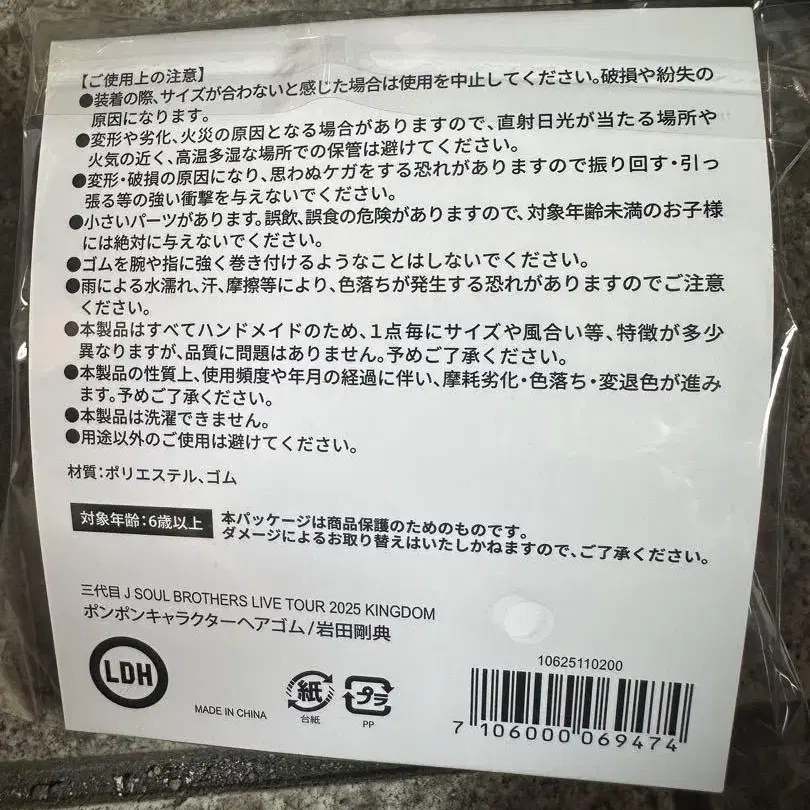 【ご使用上の注意】
●装着の際、サイズが合わないと感じた場合は使用を中止してください。破損や紛失の
原因になります。
●変形や劣化、火災の原因となる場合がありますので、直射日光が当たる場所や
火気の近く、高温多湿な場所での保管は避けてください。
●変形・破損の原因になり、思わぬケガをする恐れがありますので振り回す・引っ
張る等の強い衝撃を与えないでください。
●小さいパーツがあります。誤飲、誤食の危険がありますので、対象年齢未満のお子様
には絶対に与えないでください。
●ゴムを腕や指に強く巻き付けるようなことはしないでください。
●雨による水濡れ、汗、摩擦等により、色落ちが発生する恐れがありますのでご注意
ください。
●本製品はすべてハンドメイドのため、1点毎にサイズや風合い等、特徴が多少
異なりますが、品質に問題はありません。予めご了承ください。
●本製品の性質上、使用頻度や年月の経過に伴い、摩耗劣化・色落ち・変退色が進み
ます。予めご了承ください。
●本製品は洗濯できません。
●用途以外のご使用は避けてください。
材質：ポリエステル、ゴム
対象年齢：6歳以上
本パッケージは商品保護のためのものです。
ダメージによるお取り替えはいたしかねますので、ご了承ください。
三代目 J SOUL BROTHERS LIVE TOUR 2025 KINGDOM
ポンポンキャラクターヘアゴム/岩田剛典
LDH
MADE IN CHINA
紙
台紙
プラ
PP
10625110200
7 106000 069474